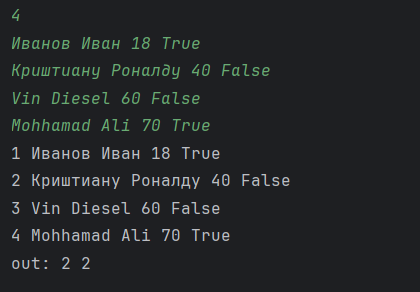 4
Иванов Иван 18 True
Криштиану Роналду 40 False
Vin Diesel 60 False
Mohhamad Ali 70 True
1 Иванов Иван 18 True
2 Криштиану Роналду 40 False
3 Vin Diesel 60 False
4 Mohhamad Ali 70 True
out: 2 2